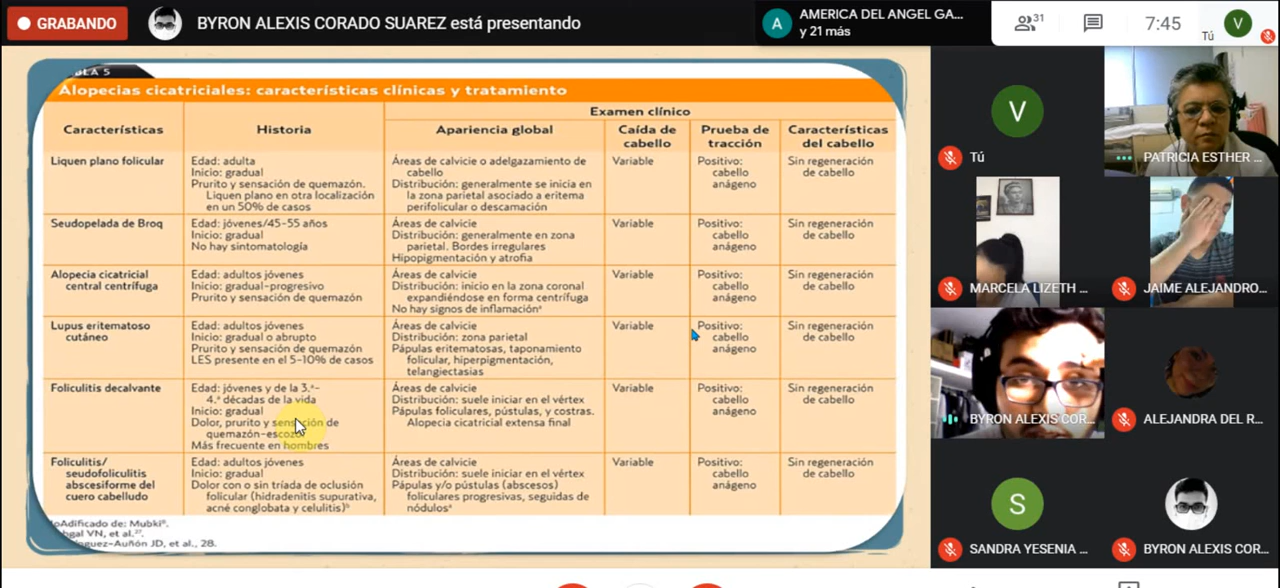 GRABANDO
BYRON ALEXIS CORADO SUAREZ está presentando
A
AMERICA DEL ANGEL GA...
y 21 más
31
7:45
Tú
V
Alopecias cicatriciales: características clínicas y tratamiento
Examen clínico
Características
Historia
Apariencia global
Caída de
cabello
Prueba de
tracción
Características
del cabello
Liquen plano folicular
Edad: adulta
Inicio: gradual
Prurito y sensación de quemazón.
Liquen plano en otra localización
en un 50% de casos
Áreas de calvicie o adelgazamiento de
cabello
Distribución: generalmente se inicia en
la zona parietal asociado a eritema
perifolicular o descamación
Variable
Positivo:
cabello
anágeno
Sin regeneración
de cabello
Seudopelada de Broq
Edad: jóvenes/45-55 años
Inicio: gradual
No hay sintomatología
Áreas de calvicie
Distribución: generalmente en zona
parietal. Bordes irregulares
Hipopigmentación y atrofia
Variable
Positivo:
cabello
anágeno
Sin regeneración
de cabello
Alopecia cicatricial
central centrífuga
Edad: adultos jóvenes
Inicio: gradual-progresivo
Prurito y sensación de quemazón
Áreas de calvicie
Distribución: inicio en la zona coronal
expandiéndose en forma centrífuga
No hay signos de inflamaciónª
Variable
Positivo:
cabello
anágeno
Sin regeneración
de cabello
Lupus eritematoso
cutáneo
Edad: adultos jóvenes
Inicio: gradual o abrupto
Prurito y sensación de quemazón
LES presente en el 5-10% de casos
Áreas de calvicie
Distribución: zona parietal
Pápulas eritematosas, taponamiento
folicular, hiperpigmentación,
telangiectasias
Variable
Positivo:
cabello
anágeno
Sin regeneración
de cabello
Foliculitis decalvante
Edad: jóvenes y de la 3.ª-
4.ª décadas de la vida
Inicio: gradual
Dolor, prurito y sensación de
quemazón-escozor
Más frecuente en hombres
Áreas de calvicie
Distribución: suele iniciar en el vértex
Pápulas foliculares, pústulas, y costras.
Alopecia cicatricial extensa final
Variable
Positivo:
cabello
anágeno
Sin regeneración
de cabello
Foliculitis/
seudofoliculitis
abscesiforme del
cuero cabelludo
Edad: adultos jóvenes
Inicio: gradual
Dolor con o sin tríada de oclusión
folicular (hidradenitis supurativa,
acné conglobata y celulitis)ᵇ
Áreas de calvicie
Distribución: suele iniciar en el vértex
Pápulas y/o pústulas (abscesos)
foliculares progresivas, seguidas de
nódulosª
Variable
Positivo:
cabello
anágeno
Sin regeneración
de cabello
de: Mubki
VN, et al.
JD, et al., 28.
V
Tú
PATRICIA ESTHER ...
MARCELA LIZETH ...
JAIME ALEJANDRO...
BYRON ALEXIS COR...
ALEJANDRA DEL R...
S
SANDRA YESENIA ...
BYRON ALEXIS COR...